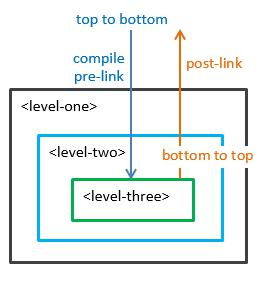 top to bottom
compile
pre-link
post-link
<level-one>
<level-two>
bottom to top
<level-three>